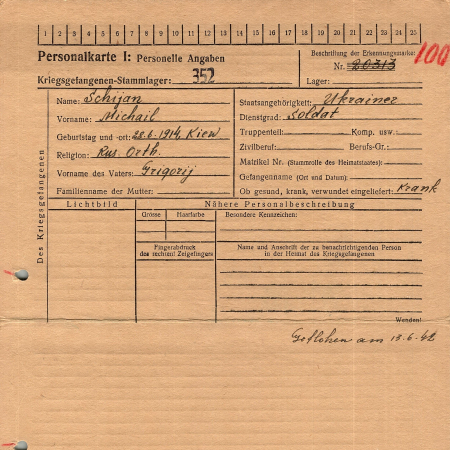 1 2 3 4 5 6 7 8 9 10 11 12 13 14 15 16 17 18 19 20 21 22 23 24 25
Personalkarte I: Personelle Angaben
Kriegsgefangenen-Stammlager: 352
Beschriftung der Erkennungsmarke:
Nr. 20313 100
Lager:
Des Kriegsgefangenen
Name: Schijan
Vorname: Michail
Geburtstag und -ort: 28.6.1914, Kiew
Religion: Rus. Orth.
Vorname des Vaters: Grigorij
Familienname der Mutter:
Staatsangehörigkeit: Ukrainer
Dienstgrad: Soldat
Truppenteil: Komp. usw.:
Zivilberuf: Berufs-Gr.:
Matrikel Nr. (Stammrolle des Heimatstaates):
Gefangenname (Ort und Datum):
Ob gesund, krank, verwundet eingeliefert: Krank
Lichtbild
Nähere Personalbeschreibung
Grösse Haarfarbe
Besondere Kennzeichen:
Fingerabdruck
des rechten! Zeigefingers
Name und Anschrift der zu benachrichtigenden Person
in der Heimat des Kriegsgefangenen
Wenden!
Geflohen am 13.6.42